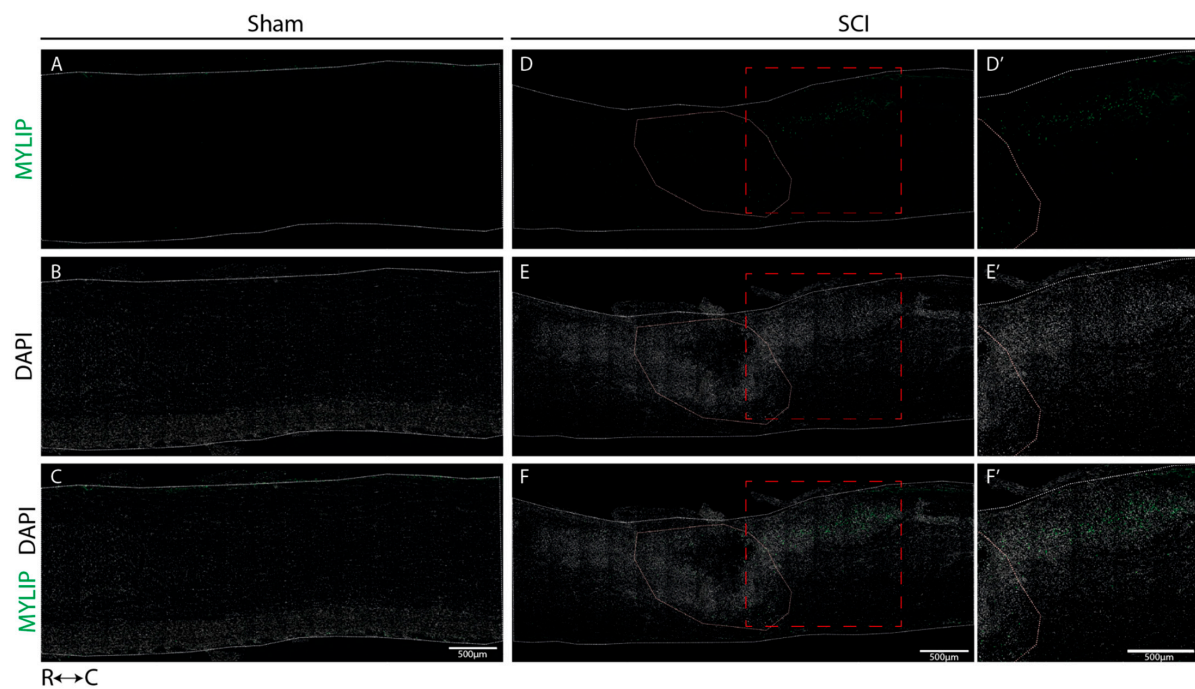 Sham
SCI
MYLIP
A
D
D'
DAPI
B
E
E'
MYLIP DAPI
C
F
F'
500µm
500µm
500µm
R↔C